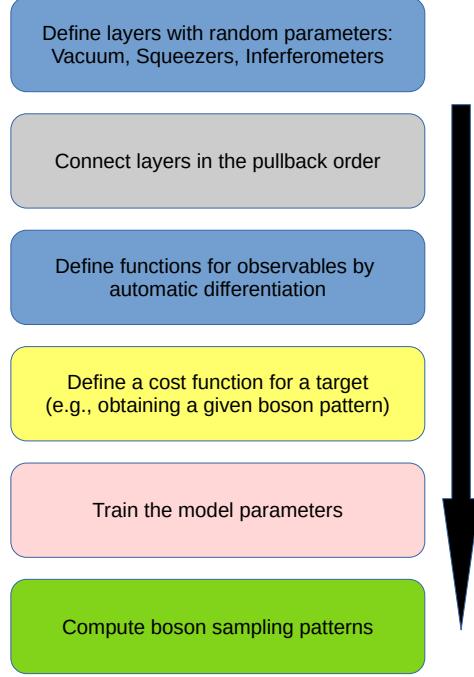 Define layers with random parameters:
Vacuum, Squeezers, Inferferometers
Connect layers in the pullback order
Define functions for observables by
automatic differentiation
Define a cost function for a target
(e.g., obtaining a given boson pattern)
Train the model parameters
Compute boson sampling patterns